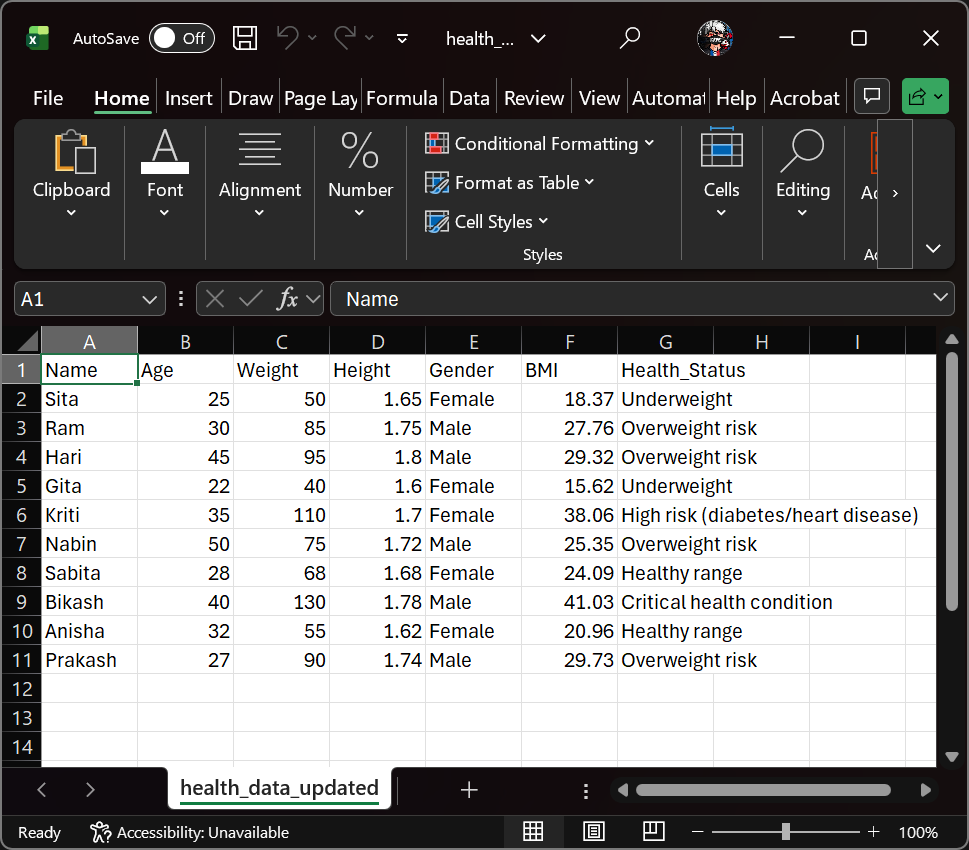 AutoSave Off health_...
File Home Insert Draw Page Lay Formula Data Review View Automat Help Acrobat
Clipboard Font Alignment Number Conditional Formatting Format as Table Cell Styles Styles Cells Editing Ac Ac
A1 fx Name
A B C D E F G H I
1 Name Age Weight Height Gender BMI Health_Status
2 Sita 25 50 1.65 Female 18.37 Underweight
3 Ram 30 85 1.75 Male 27.76 Overweight risk
4 Hari 45 95 1.8 Male 29.32 Overweight risk
5 Gita 22 40 1.6 Female 15.62 Underweight
6 Kriti 35 110 1.7 Female 38.06 High risk (diabetes/heart disease)
7 Nabin 50 75 1.72 Male 25.35 Overweight risk
8 Sabita 28 68 1.68 Female 24.09 Healthy range
9 Bikash 40 130 1.78 Male 41.03 Critical health condition
10 Anisha 32 55 1.62 Female 20.96 Healthy range
11 Prakash 27 90 1.74 Male 29.73 Overweight risk
12
13
14
health_data_updated
Ready Accessibility: Unavailable 100%